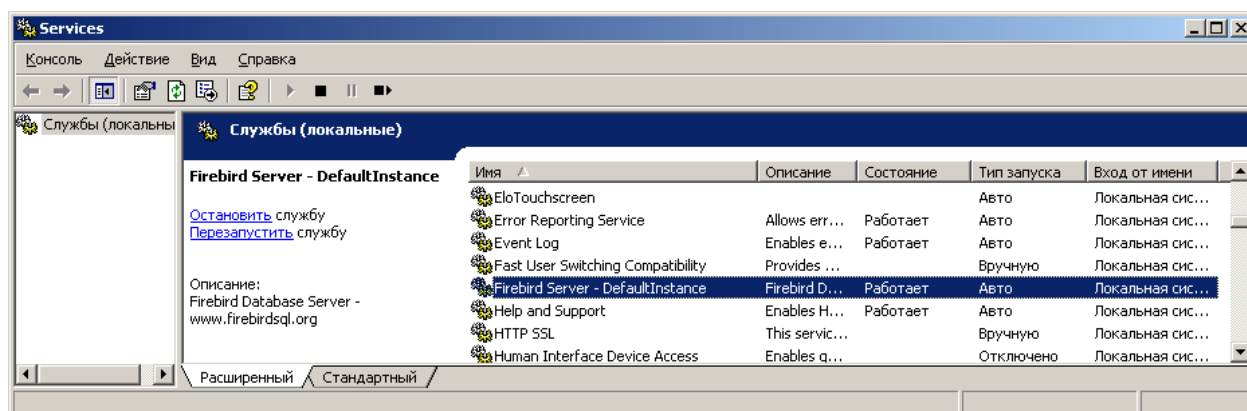 Services
Консоль Действие Вид Справка
Службы (локальны
Службы (локальные)
Firebird Server - DefaultInstance
Остановить службу
Перезапустить службу
Описание:
Firebird Database Server -
www.firebirdsql.org
Имя Описание Состояние Тип запуска Вход от имени
EloTouchscreen Авто Локальная сис...
Error Reporting Service Allows err... Работает Авто Локальная сис...
Event Log Enables e... Работает Авто Локальная сис...
Fast User Switching Compatibility Provides ... Вручную Локальная сис...
Firebird Server - DefaultInstance Firebird D... Работает Авто Локальная сис...
Help and Support Enables H... Работает Авто Локальная сис...
HTTP SSL This servic... Вручную Локальная сис...
Human Interface Device Access Enables g... Отключено Локальная сис...
Расширенный Стандартный